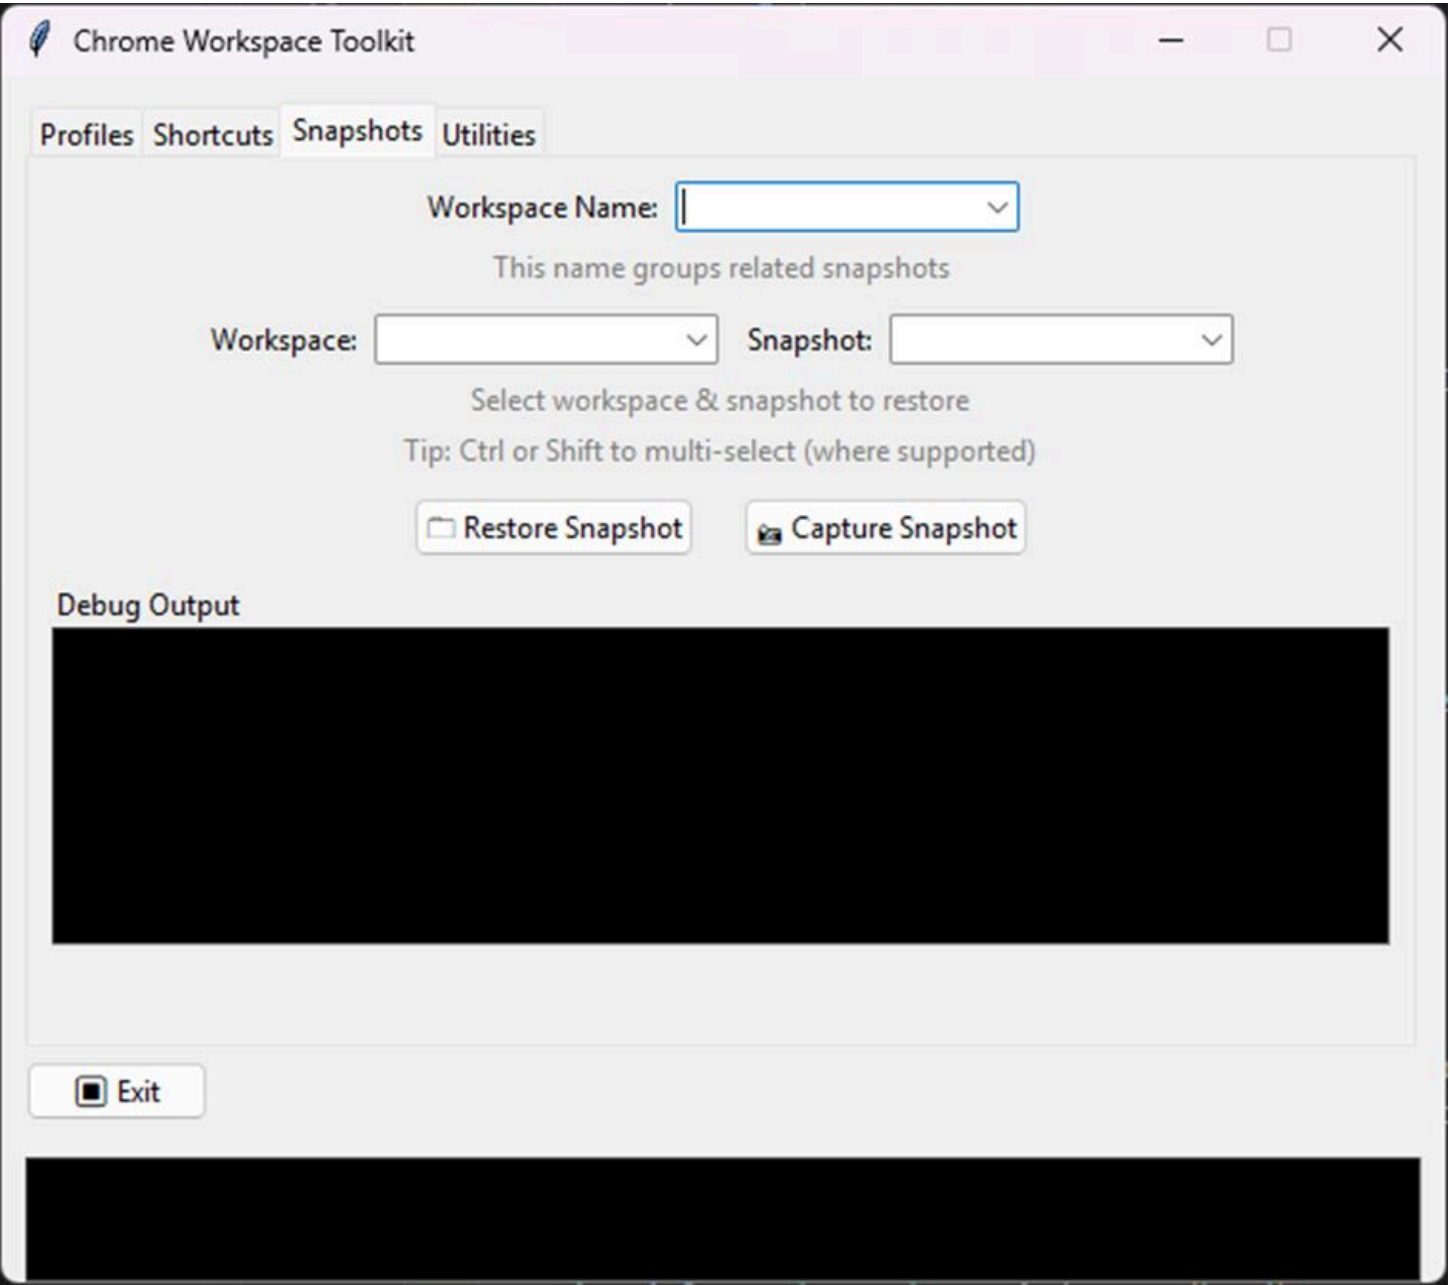 Chrome Workspace Toolkit
Profiles Shortcuts Snapshots Utilities
Workspace Name:
This name groups related snapshots
Workspace: Snapshot:
Select workspace & snapshot to restore
Tip: Ctrl or Shift to multi-select (where supported)
Restore Snapshot Capture Snapshot
Debug Output
Exit